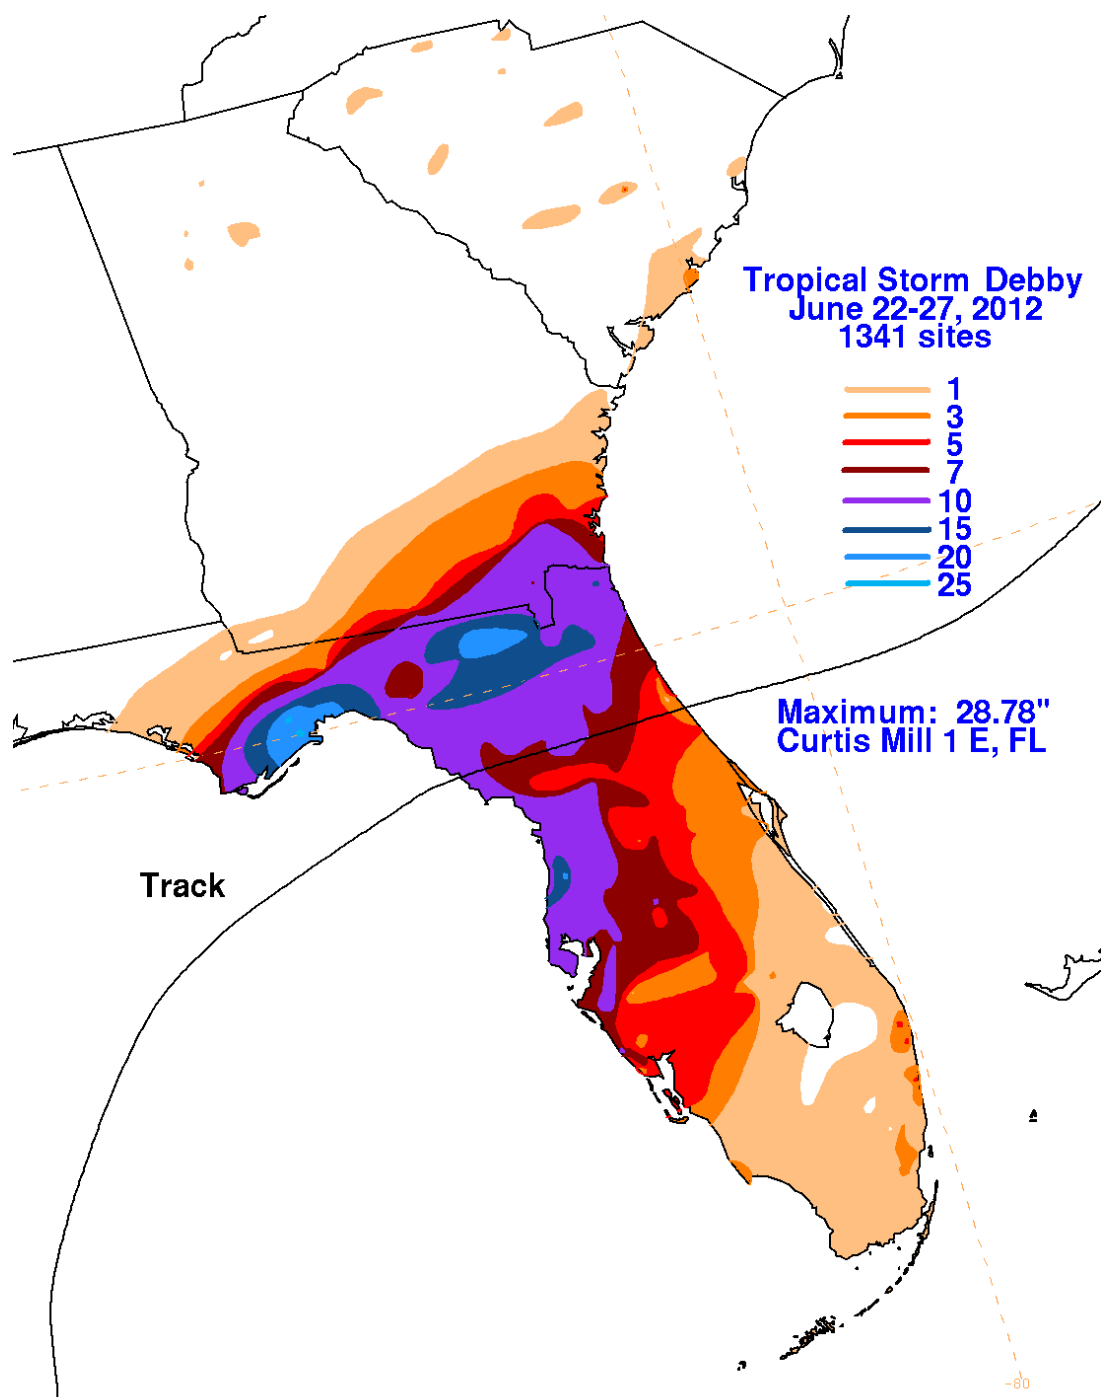 Tropical Storm Debby
June 22-27, 2012
1341 sites
1
3
5
7
10
15
20
25
Maximum: 28.78"
Curtis Mill 1 E, FL
Track
-80